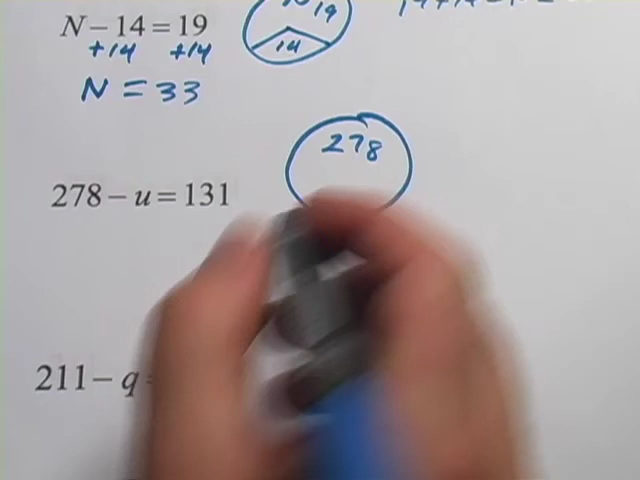 N − 14 = 19
+14 +14
N = 33
19
14
278
278 − u = 131
211 − q